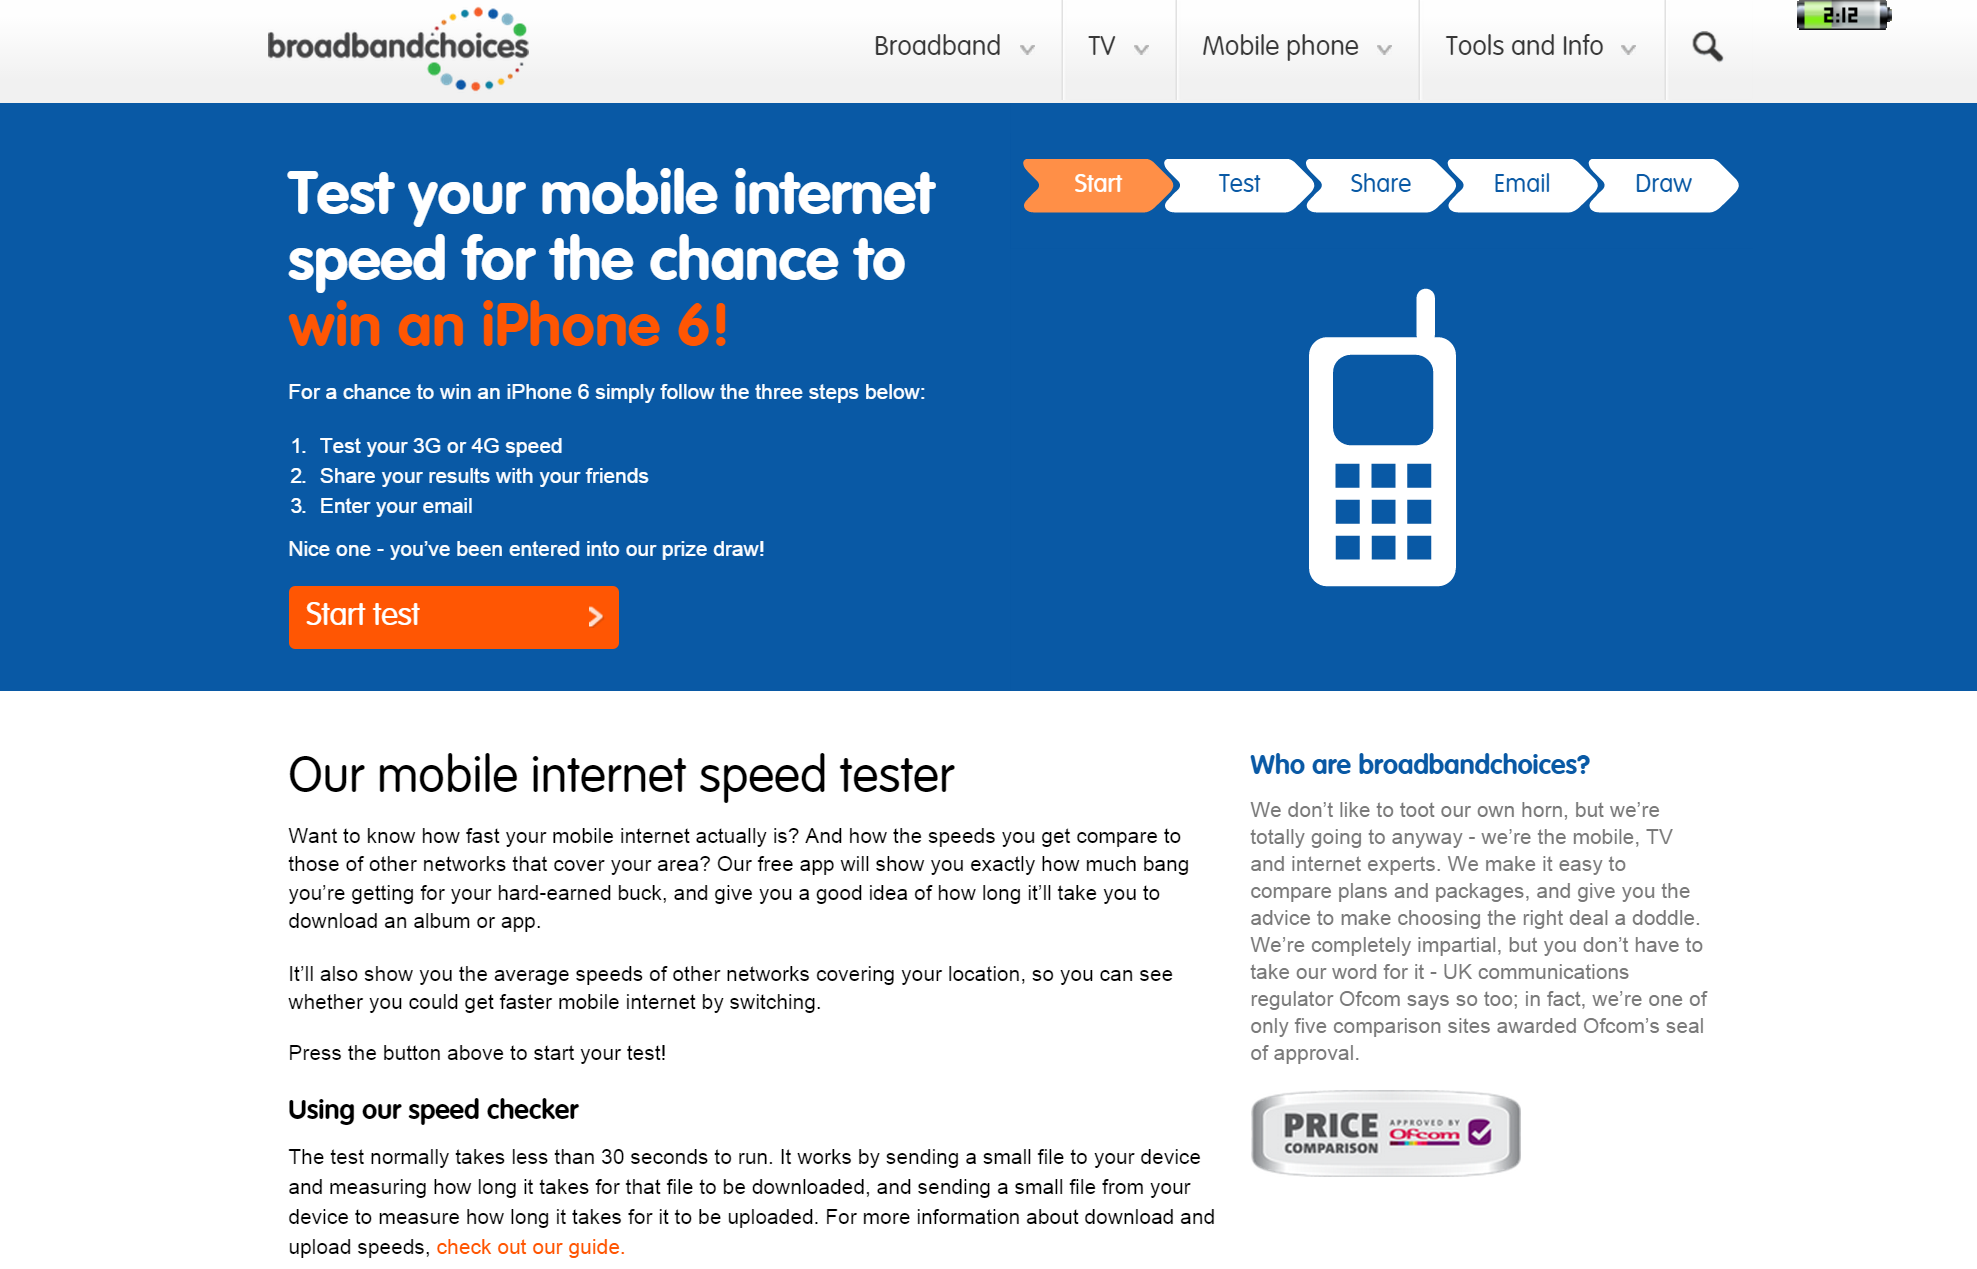 broadbandchoices
Broadband
TV
Mobile phone
Tools and Info
2:12
Test your mobile internet
speed for the chance to
win an iPhone 6!
Start
Test
Share
Email
Draw
For a chance to win an iPhone 6 simply follow the three steps below:
1. Test your 3G or 4G speed
2. Share your results with your friends
3. Enter your email
Nice one - you’ve been entered into our prize draw!
Start test
Our mobile internet speed tester
Want to know how fast your mobile internet actually is? And how the speeds you get compare to
those of other networks that cover your area? Our free app will show you exactly how much bang
you’re getting for your hard-earned buck, and give you a good idea of how long it’ll take you to
download an album or app.
It’ll also show you the average speeds of other networks covering your location, so you can see
whether you could get faster mobile internet by switching.
Press the button above to start your test!
Using our speed checker
The test normally takes less than 30 seconds to run. It works by sending a small file to your device
and measuring how long it takes for that file to be downloaded, and sending a small file from your
device to measure how long it takes for it to be uploaded. For more information about download and
upload speeds, check out our guide.
Who are broadbandchoices?
We don’t like to toot our own horn, but we’re
totally going to anyway - we’re the mobile, TV
and internet experts. We make it easy to
compare plans and packages, and give you the
advice to make choosing the right deal a doddle.
We’re completely impartial, but you don’t have to
take our word for it - UK communications
regulator Ofcom says so too; in fact, we’re one of
only five comparison sites awarded Ofcom’s seal
of approval.
PRICE
COMPARISON
APPROVED BY
Ofcom